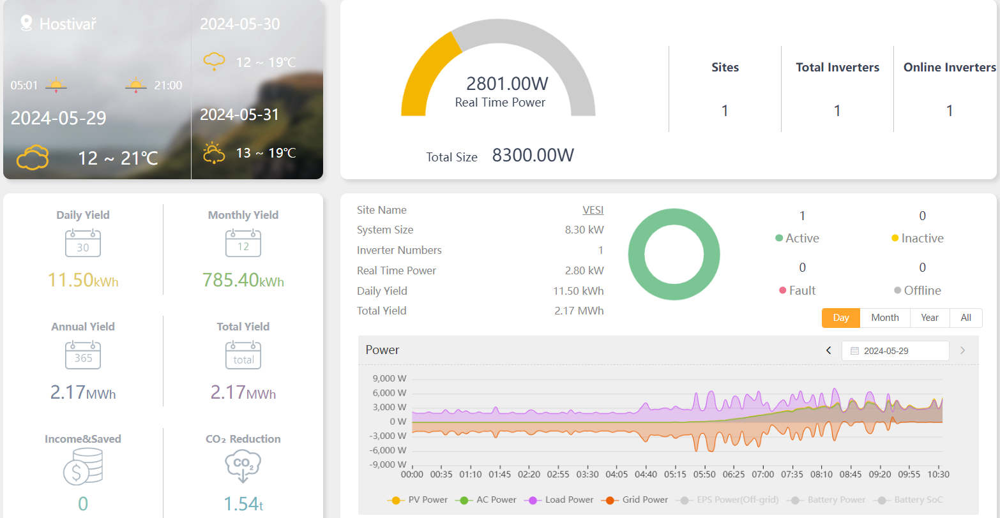 Hostivař
05:01
21:00
2024-05-29
12 ~ 21℃
2024-05-30
12 ~ 19℃
2024-05-31
13 ~ 19℃
2801.00W
Real Time Power
Total Size 8300.00W
Sites
1
Total Inverters
1
Online Inverters
1
Daily Yield
30
11.50kWh
Monthly Yield
12
785.40kWh
Annual Yield
365
2.17MWh
Total Yield
total
2.17MWh
Income&Saved
$
0
CO₂ Reduction
CO₂
1.54t
Site Name VESI
System Size 8.30 kW
Inverter Numbers 1
Real Time Power 2.80 kW
Daily Yield 11.50 kWh
Total Yield 2.17 MWh
1
Active
0
Inactive
0
Fault
0
Offline
Day Month Year All
Power
2024-05-29
9,000 W
6,000 W
3,000 W
0 W
-3,000 W
-6,000 W
-9,000 W
00:00 00:35 01:10 01:45 02:20 02:55 03:30 04:05 04:40 05:15 05:50 06:25 07:00 07:35 08:10 08:45 09:20 09:55 10:30
PV Power AC Power Load Power Grid Power EPS Power(Off-grid) Battery Power Battery SoC